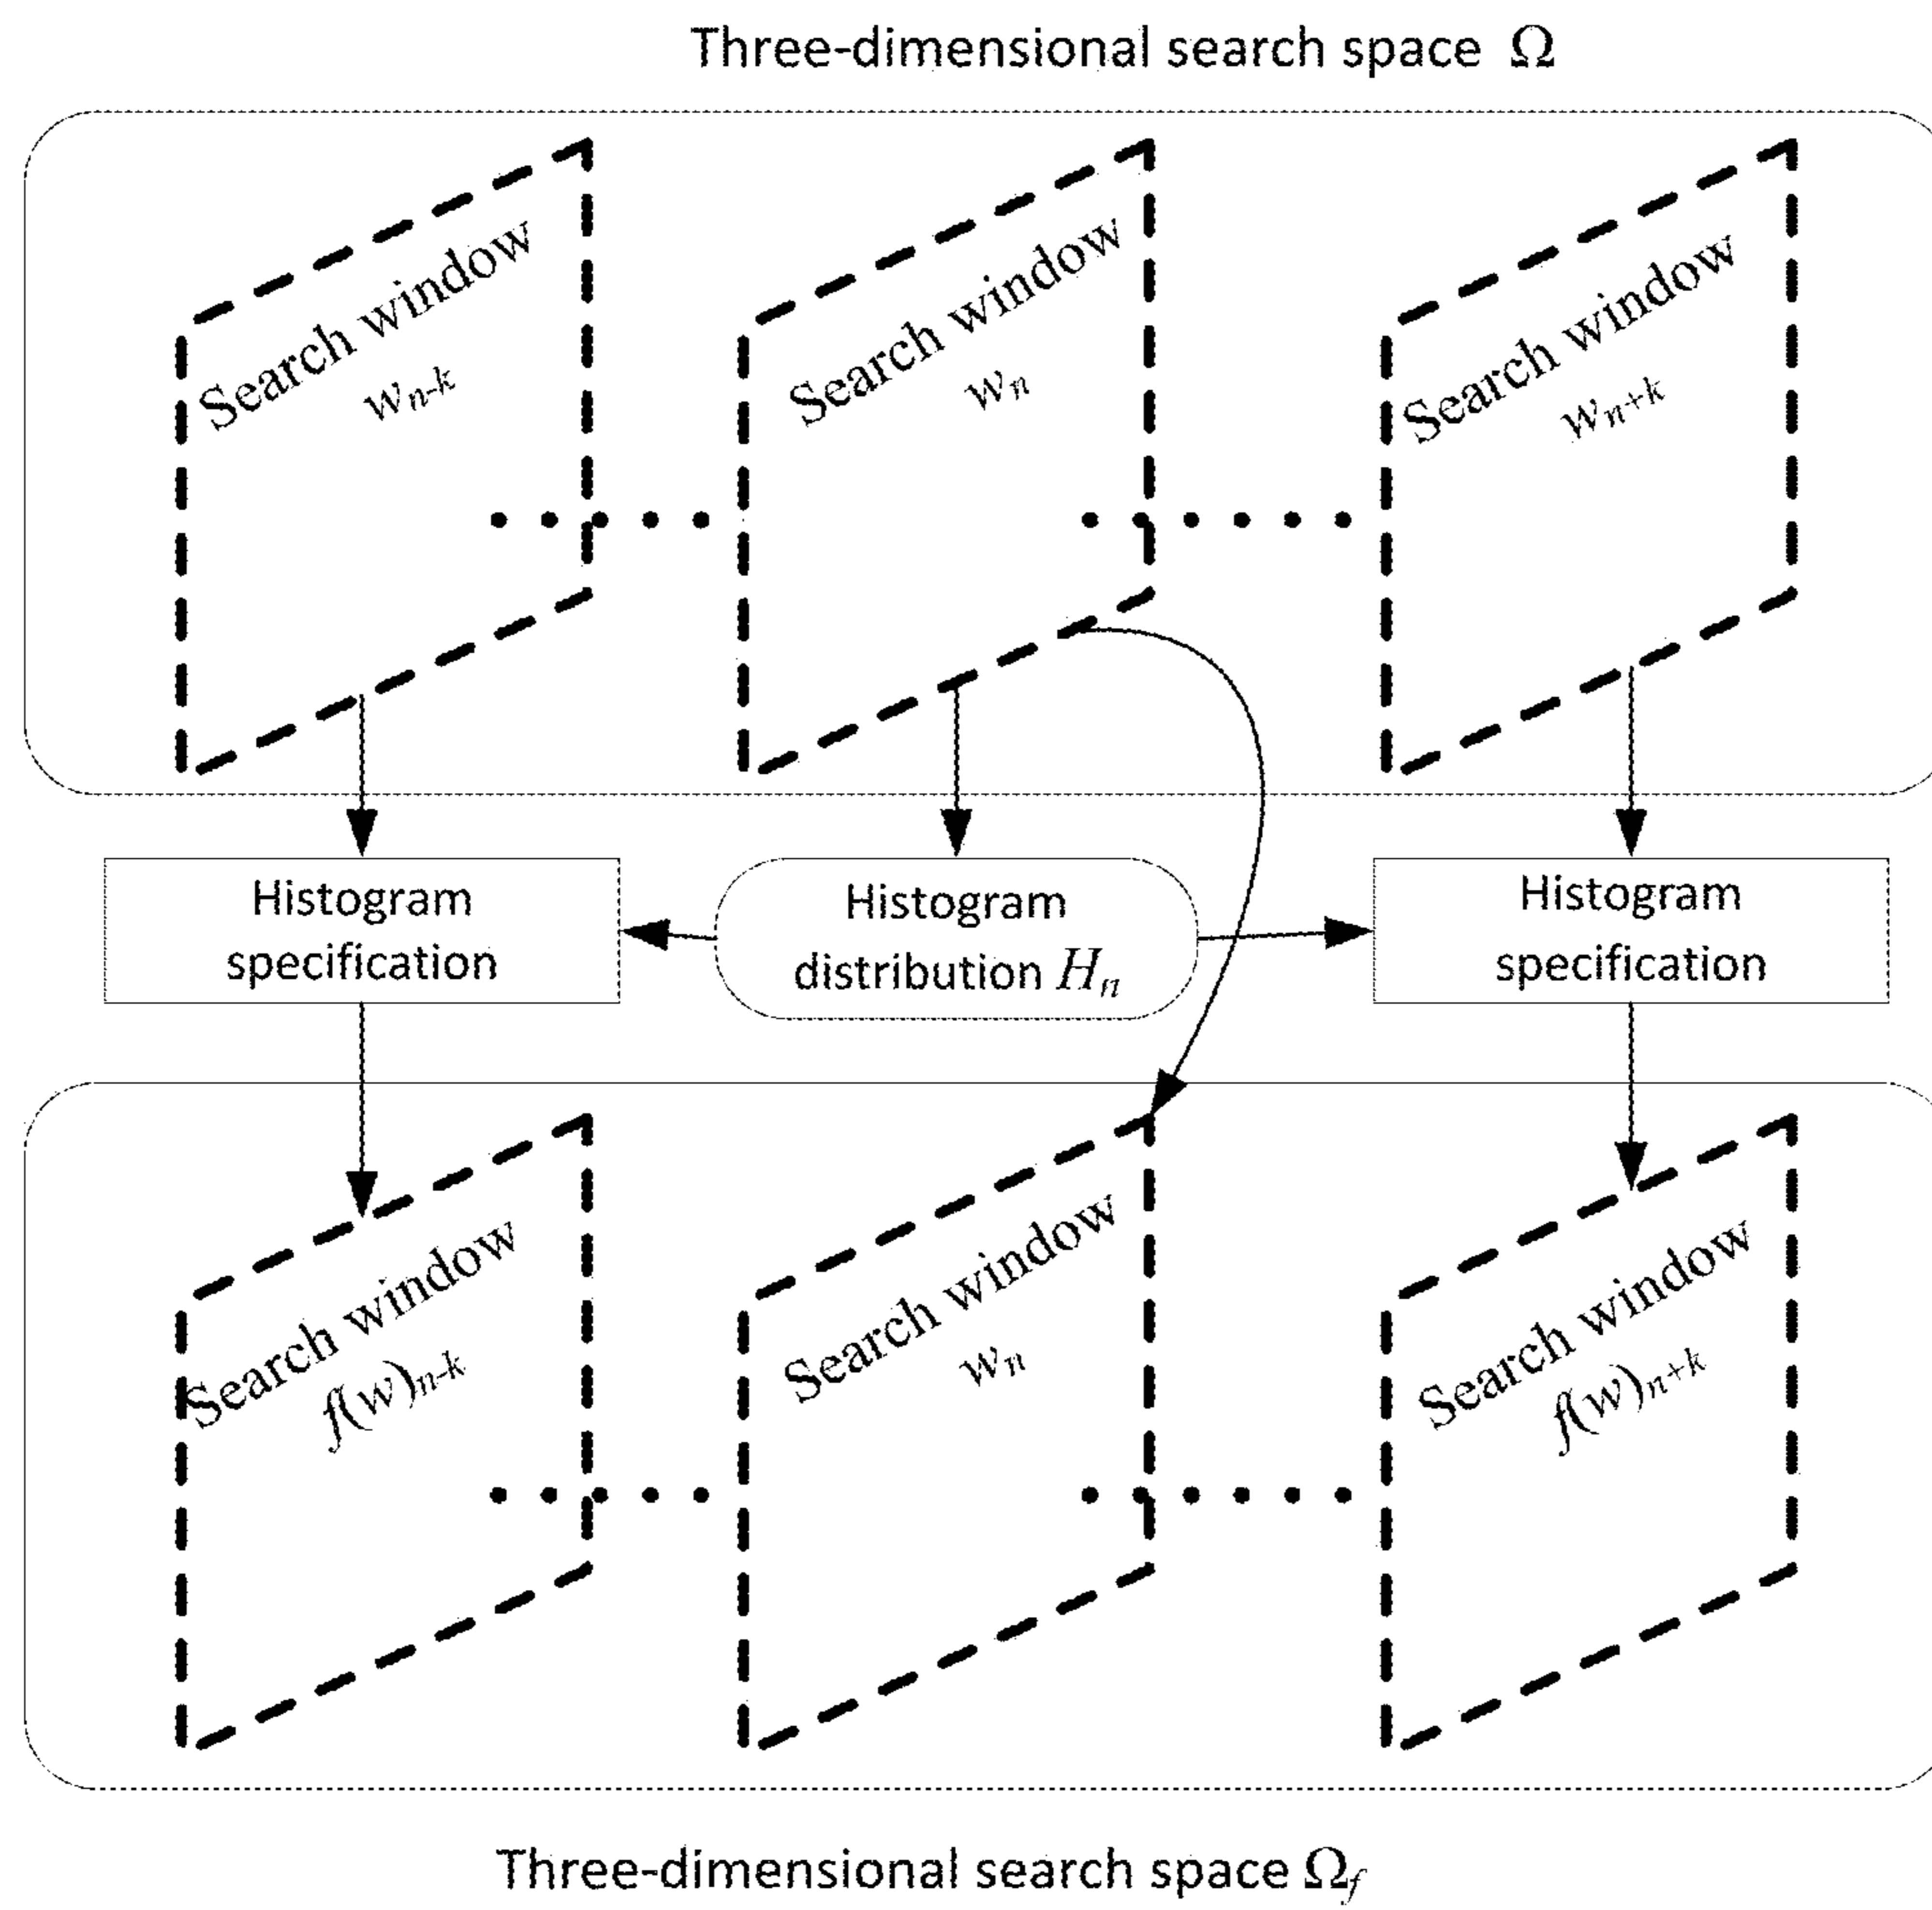 Three-dimensional search space Ω
Search window
wn-k
Search window
wn
Search window
wn+k
Histogram
specification
Histogram
distribution Hn
Histogram
specification
Search window
f(w)n-k
Search window
wn
Search window
f(w)n+k
Three-dimensional search space Ωf